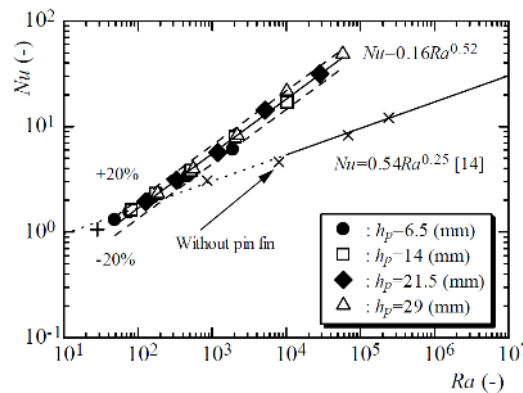 Nu (-)
10²
10¹
10⁰
10⁻¹
Nu=0.16Ra^0.52
+20%
Nu=0.54Ra^0.25 [14]
Without pin fin
-20%
● : hₚ=6.5 (mm)
□ : hₚ=14 (mm)
◆ : hₚ=21.5 (mm)
△ : hₚ=29 (mm)
10¹ 10² 10³ 10⁴ 10⁵ 10⁶ 10⁷
Ra (-)